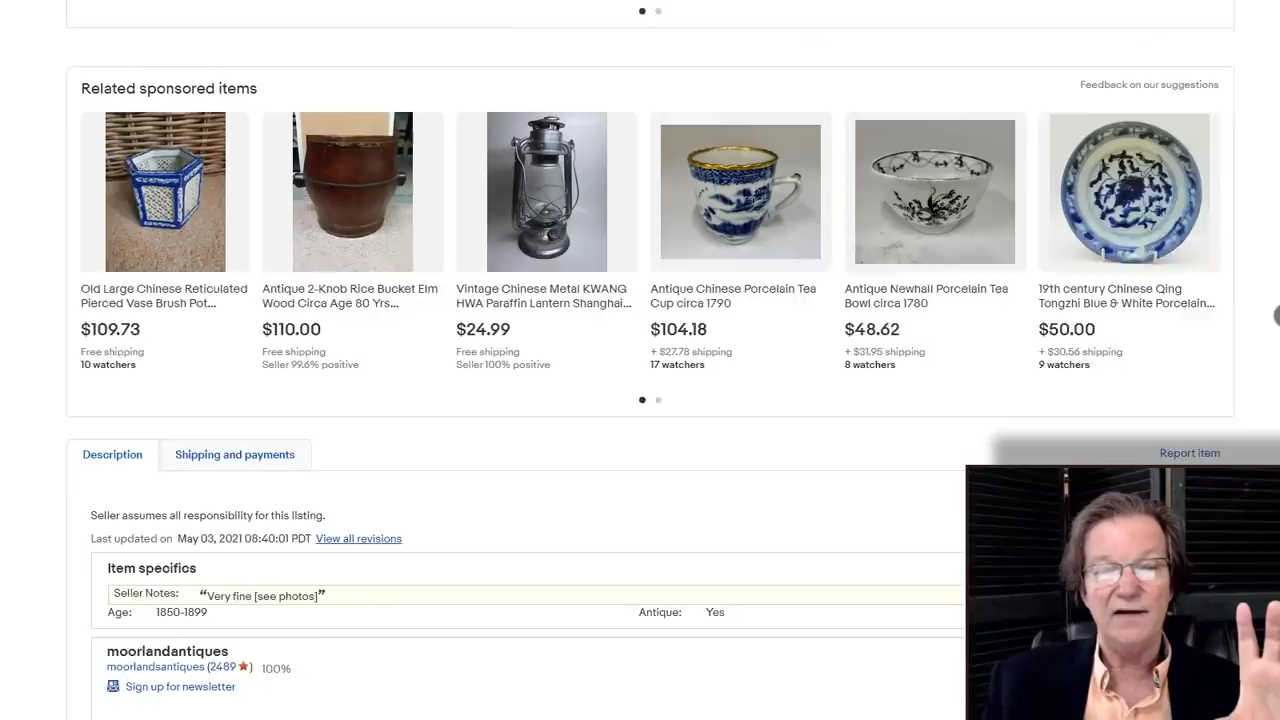 Related sponsored items
Feedback on our suggestions
Old Large Chinese Reticulated
Pierced Vase Brush Pot...
$109.73
Free shipping
10 watchers
Antique 2-Knob Rice Bucket Elm
Wood Circa Age 80 Yrs...
$110.00
Free shipping
Seller 99.6% positive
Vintage Chinese Metal KWANG
HWA Paraffin Lantern Shanghai...
$24.99
Free shipping
Seller 100% positive
Antique Chinese Porcelain Tea
Cup circa 1790
$104.18
+ $27.78 shipping
17 watchers
Antique Newhall Porcelain Tea
Bowl circa 1780
$48.62
+ $31.95 shipping
8 watchers
19th century Chinese Qing
Tongzhi Blue & White Porcelain...
$50.00
+ $30.56 shipping
9 watchers
Description
Shipping and payments
Report item
Seller assumes all responsibility for this listing.
Last updated on May 03, 2021 08:40:01 PDT View all revisions
Item specifics
Seller Notes: “Very fine [see photos]”
Age: 1850-1899 Antique: Yes
moorlandantiques
moorlandsantiques (2489 ★) 100%
Sign up for newsletter